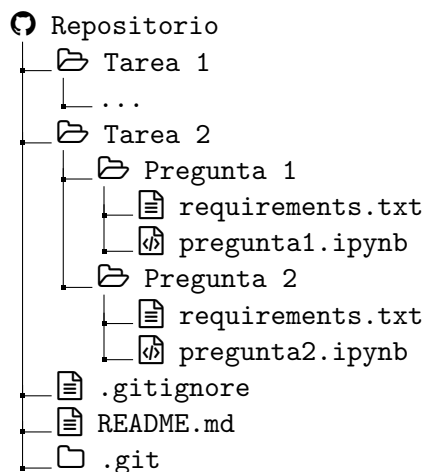 Repositorio
Tarea 1
...
Tarea 2
Pregunta 1
requirements.txt
pregunta1.ipynb
Pregunta 2
requirements.txt
pregunta2.ipynb
.gitignore
README.md
.git